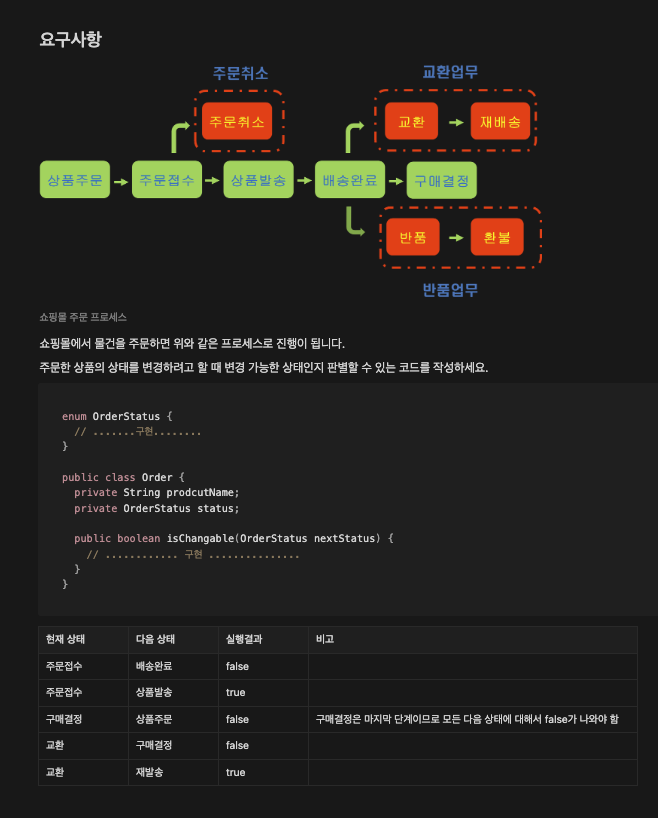 요구사항
주문취소
교환업무
주문취소
교환
재배송
상품주문
주문접수
상품발송
배송완료
구매결정
반품
환불
반품업무
쇼핑몰 주문 프로세스
쇼핑몰에서 물건을 주문하면 위와 같은 프로세스로 진행이 됩니다.
주문한 상품의 상태를 변경하려고 할 때 변경 가능한 상태인지 판별할 수 있는 코드를 작성하세요.
enum OrderStatus {
// .......구현........
}
public class Order {
private String prodcutName;
private OrderStatus status;
public boolean isChangable(OrderStatus nextStatus) {
// ............ 구현 ...............
}
}
현재 상태 다음 상태 실행결과 비고
주문접수 배송완료 false
주문접수 상품발송 true
구매결정 상품주문 false 구매결정은 마지막 단계이므로 모든 다음 상태에 대해서 false가 나와야 함
교환 구매결정 false
교환 재발송 true